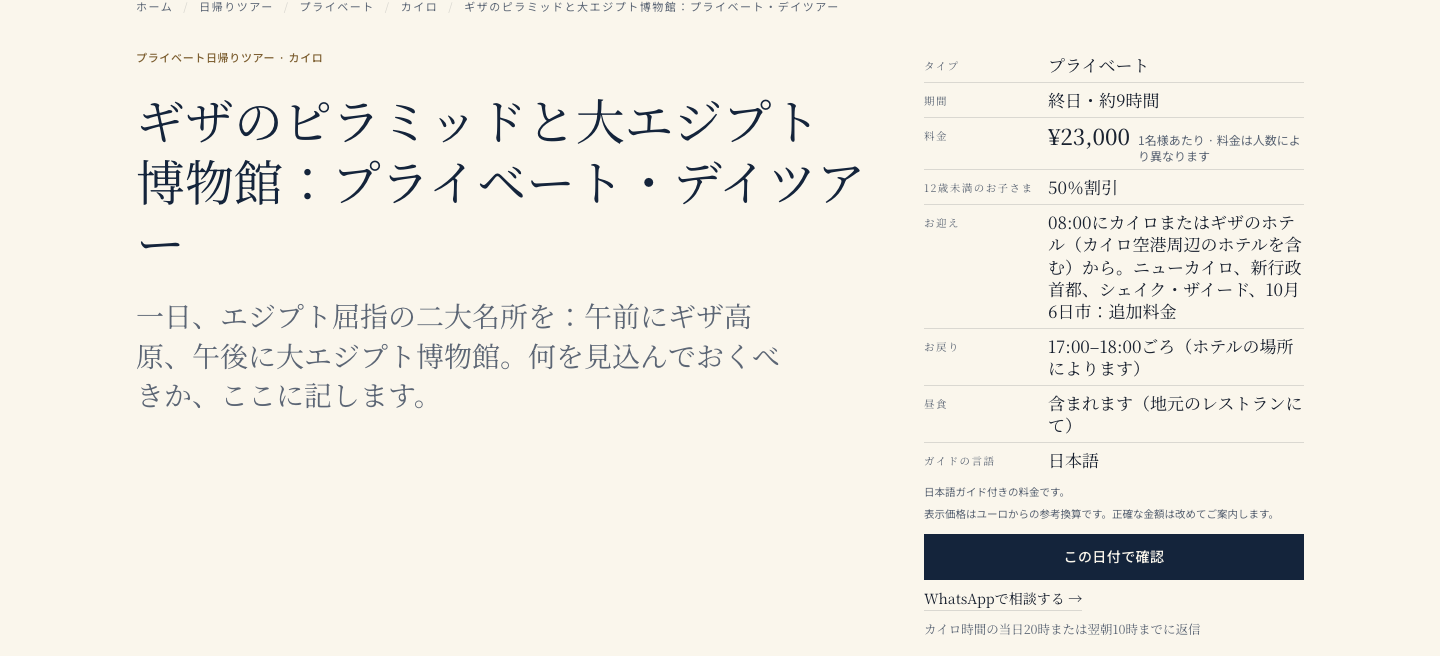 ホーム / 日帰りツアー / プライベート / カイロ / ギザのピラミッドと大エジプト博物館：プライベート・デイツアー
プライベート日帰りツアー · カイロ
ギザのピラミッドと大エジプト
博物館：プライベート・デイツア
ー
一日、エジプト屈指の二大名所を：午前にギザ高
原、午後に大エジプト博物館。何を見込んでおくべ
きか、ここに記します。
タイプ プライベート
期間 終日・約9時間
料金 ¥23,000 1名様あたり · 料金は人数によ
り異なります
12歳未満のお子さま 50％割引
お迎え 08:00にカイロまたはギザのホテ
ル（カイロ空港周辺のホテルを含
む）から。ニューカイロ、新行政
首都、シェイク・ザイード、10月
6日市：追加料金
お戻り 17:00–18:00ごろ（ホテルの場所
によります）
昼食 含まれます（地元のレストランに
て）
ガイドの言語 日本語
日本語ガイド付きの料金です。
表示価格はユーロからの参考換算です。正確な金額は改めてご案内します。
この日付で確認
WhatsAppで相談する →
カイロ時間の当日20時または翌朝10時までに返信